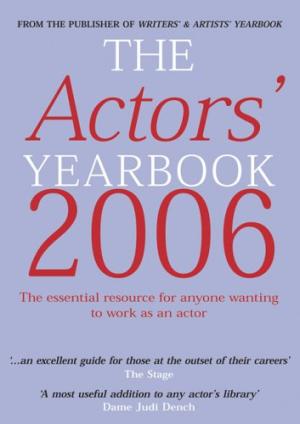 FROM THE PUBLISHER OF WRITERS' & ARTISTS' YEARBOOK
THE
Actors'
YEARBOOK
2006
The essential resource for anyone wanting
to work as an actor
'...an excellent guide for those at the outset of their careers'
The Stage
'A most useful addition to any actor's library'
Dame Judi Dench